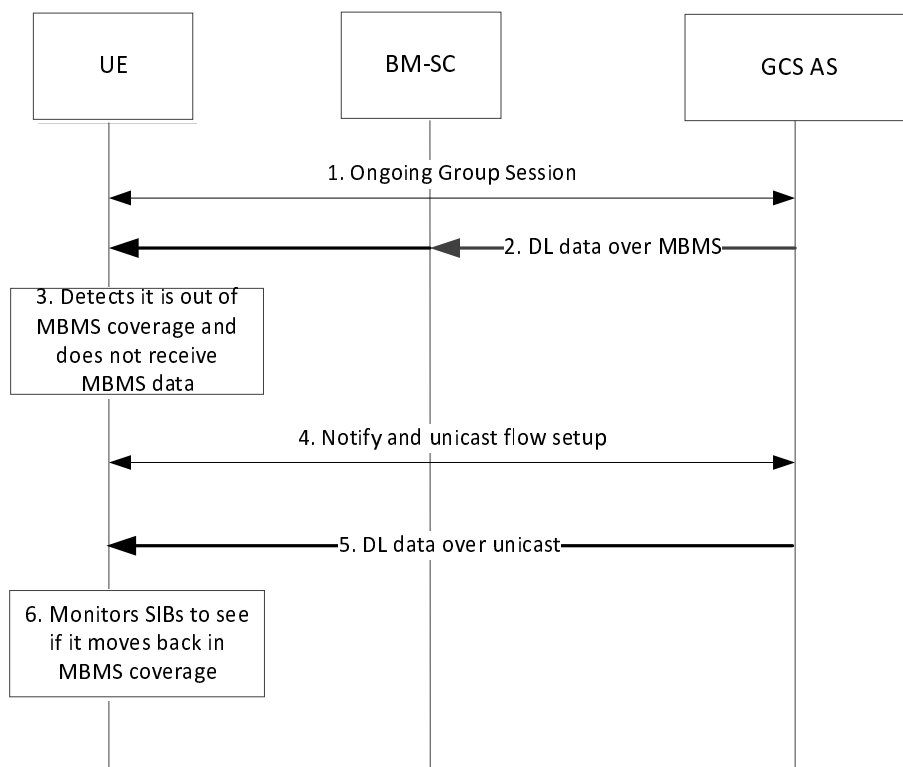 UE
BM-SC
GCS AS
1. Ongoing Group Session
2. DL data over MBMS
3. Detects it is out of
MBMS coverage and
does not receive
MBMS data
4. Notify and unicast flow setup
5. DL data over unicast
6. Monitors SIBs to see
if it moves back in
MBMS coverage